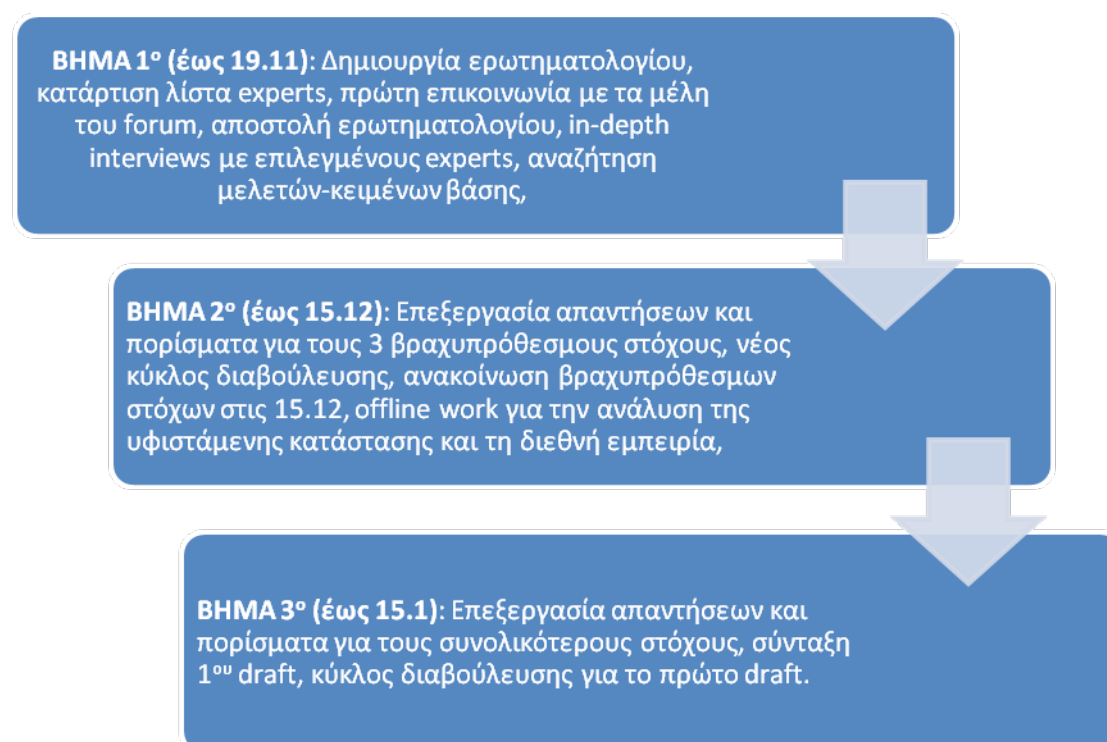 ΒΗΜΑ 1ο (έως 19.11): Δημιουργία ερωτηματολογίου,
κατάρτιση λίστα experts, πρώτη επικοινωνία με τα μέλη
του forum, αποστολή ερωτηματολογίου, in-depth
interviews με επιλεγμένους experts, αναζήτηση
μελετών-κειμένων βάσης,
ΒΗΜΑ 2ο (έως 15.12): Επεξεργασία απαντήσεων και
πορίσματα για τους 3 βραχυπρόθεσμους στόχους, νέος
κύκλος διαβούλευσης, ανακοίνωση βραχυπρόθεσμων
στόχων στις 15.12, offline work για την ανάλυση της
υφιστάμενης κατάστασης και τη διεθνή εμπειρία,
ΒΗΜΑ 3ο (έως 15.1): Επεξεργασία απαντήσεων και
πορίσματα για τους συνολικότερους στόχους, σύνταξη
1ου draft, κύκλος διαβούλευσης για το πρώτο draft.